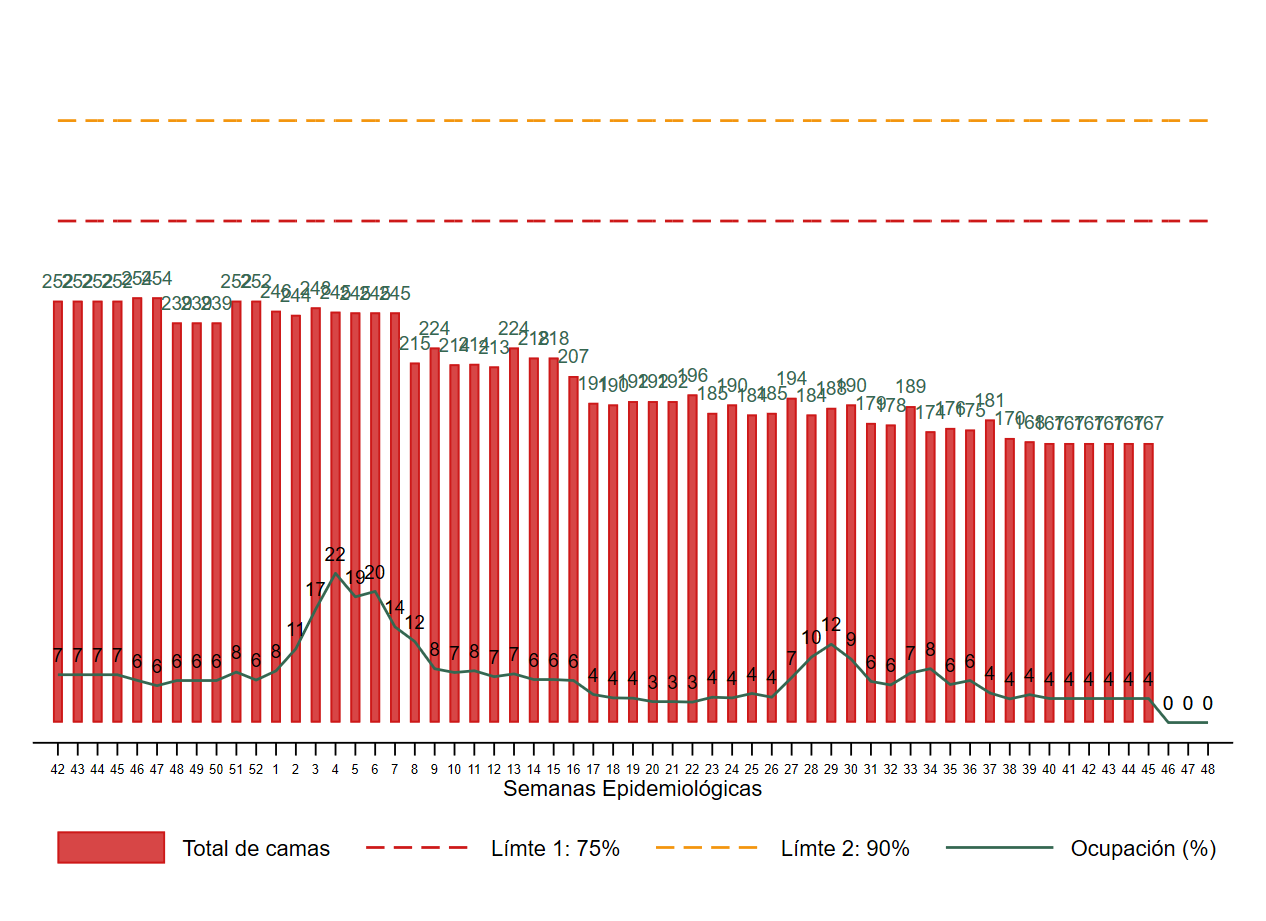 252 252 252 252 254 254 239 239 239 252 252 246 244 248 245 245 245 245 215 224 214 214 213 224 218 218 207 191 190 192 192 192 196 185 190 184 185 194 184 188 190 179 178 189 174 176 175 181 170 168 167 167 167 167 167 167
7 7 7 7 6 6 6 6 6 8 6 8 11 17 22 19 20 14 12 8 7 8 7 7 6 6 6 4 4 4 3 3 3 4 4 4 4 7 10 12 9 6 6 7 8 6 6 4 4 4 4 4 4 4 4 4 0 0 0
42 43 44 45 46 47 48 49 50 51 52 1 2 3 4 5 6 7 8 9 10 11 12 13 14 15 16 17 18 19 20 21 22 23 24 25 26 27 28 29 30 31 32 33 34 35 36 37 38 39 40 41 42 43 44 45 46 47 48
Semanas Epidemiológicas
Total de camas Límte 1: 75% Límte 2: 90% Ocupación (%)